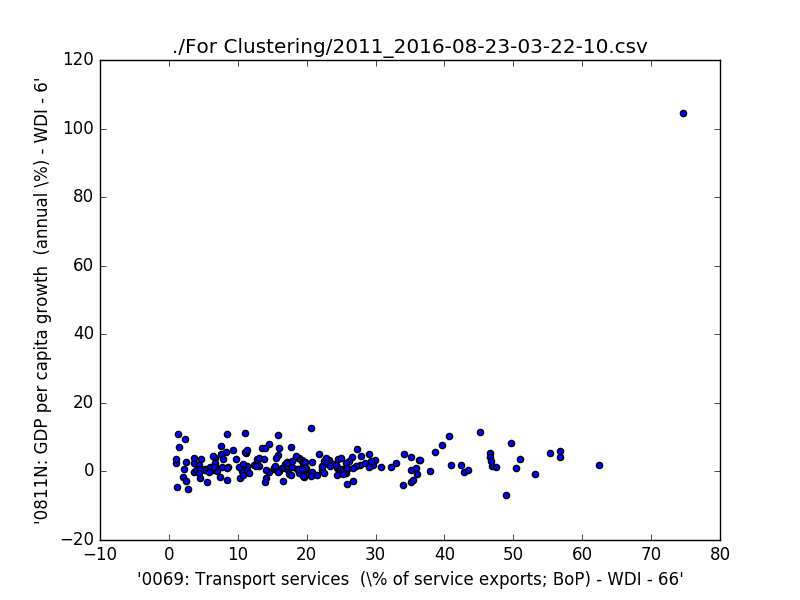 ./For Clustering/2011_2016-08-23-03-22-10.csv
120
100
80
60
40
20
0
−20
'0811N: GDP per capita growth  (annual \%) - WDI - 6'
−10 0 10 20 30 40 50 60 70 80
'0069: Transport services  (\% of service exports; BoP) - WDI - 66'